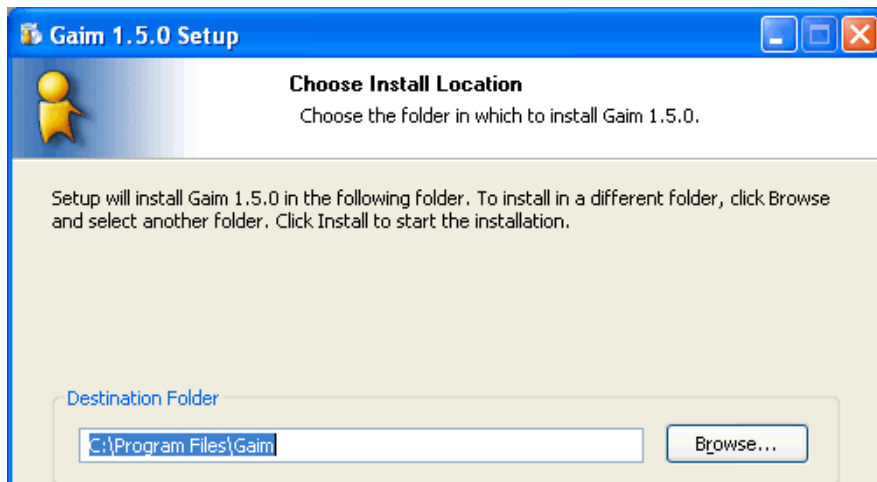 Gaim 1.5.0 Setup
Choose Install Location
Choose the folder in which to install Gaim 1.5.0.
Setup will install Gaim 1.5.0 in the following folder. To install in a different folder, click Browse
and select another folder. Click Install to start the installation.
Destination Folder
C:\Program Files\Gaim
Browse...